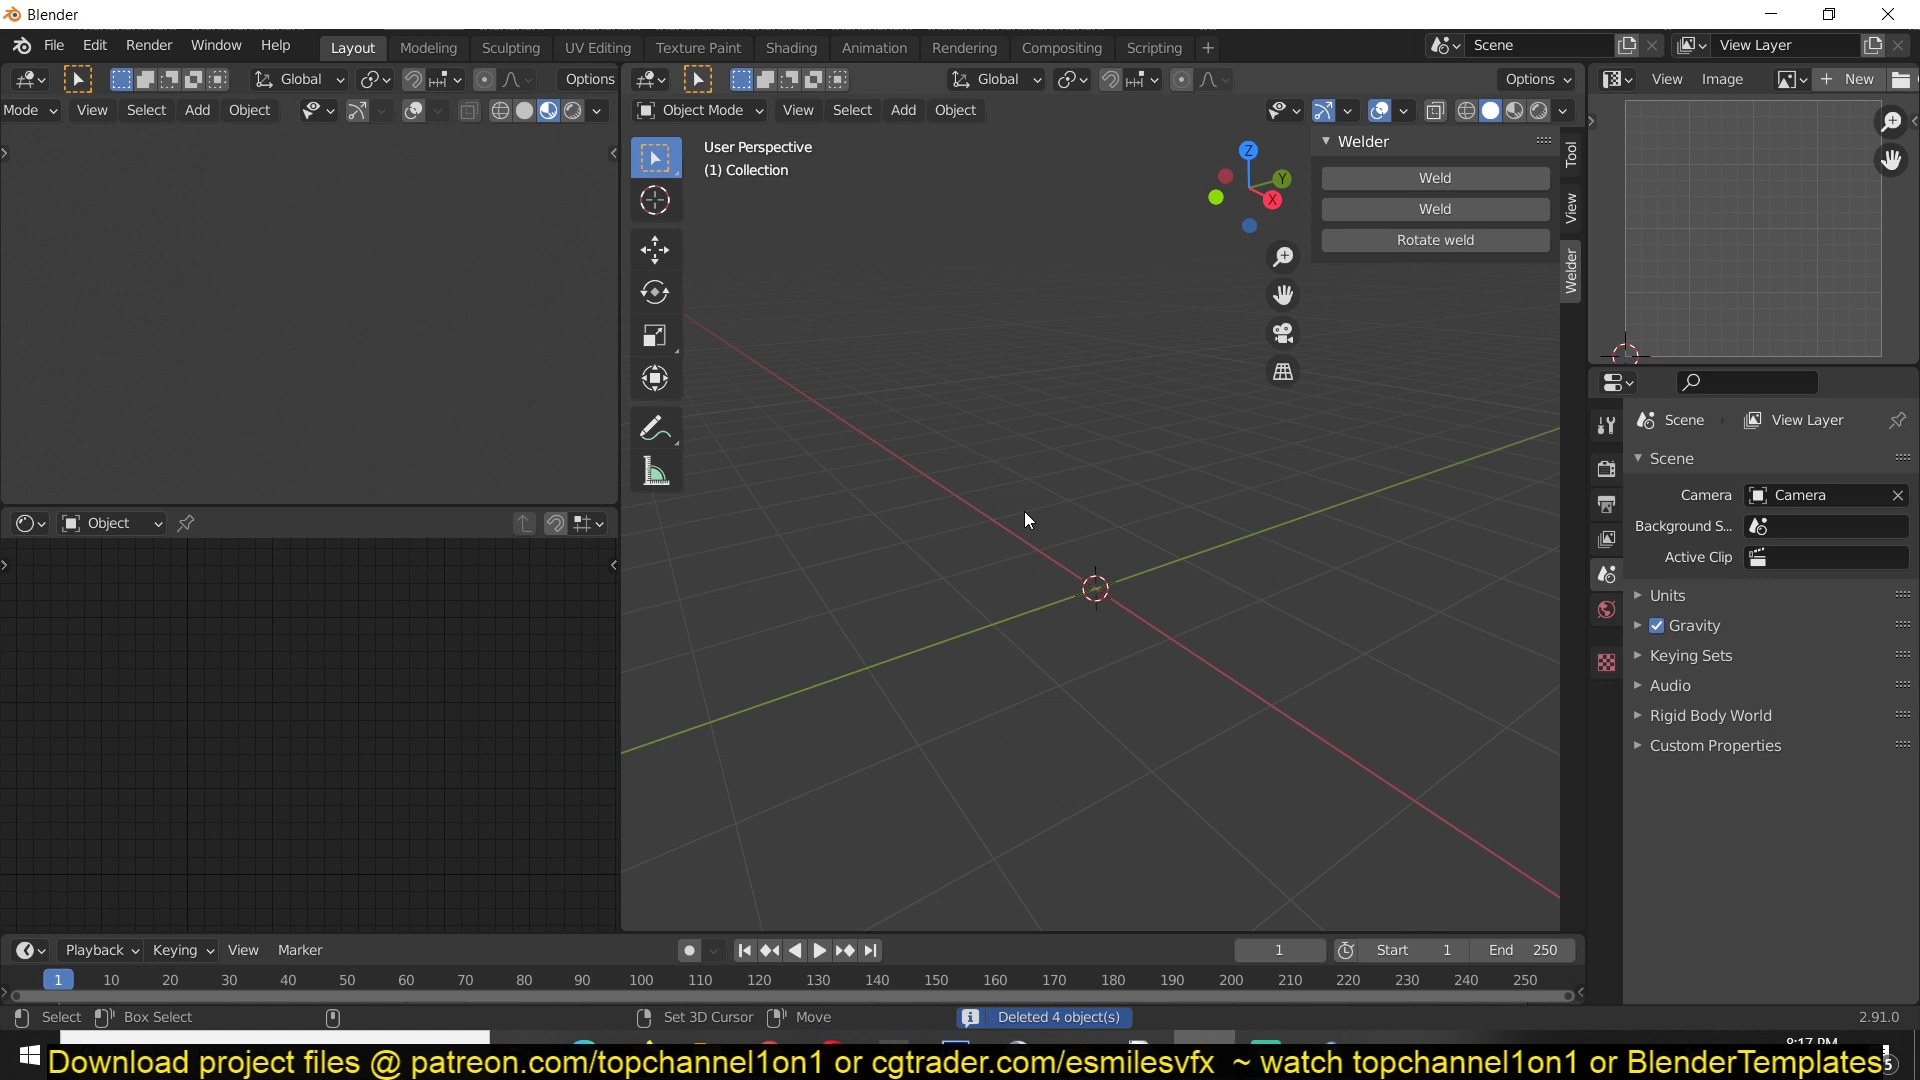 Blender
File Edit Render Window Help Layout Modeling Sculpting UV Editing Texture Paint Shading Animation Rendering Compositing Scripting + Scene View Layer
Global Options Global Options View Image New
Mode View Select Add Object Object Mode View Select Add Object
User Perspective
(1) Collection
Z
Y
X
Welder
Weld
Weld
Rotate weld
Tool
View
Welder
Scene View Layer
Scene
Camera Camera
Background S...
Active Clip
Units
Gravity
Keying Sets
Audio
Rigid Body World
Custom Properties
Object
Playback Keying View Marker 1 Start 1 End 250
1 10 20 30 40 50 60 70 80 90 100 110 120 130 140 150 160 170 180 190 200 210 220 230 240 250
Select Box Select Set 3D Cursor Move Deleted 4 object(s) 2.91.0
Download project files @ patreon.com/topchannel1on1 or cgtrader.com/esmilesvfx ~ watch topchannel1on1 or BlenderTemplates